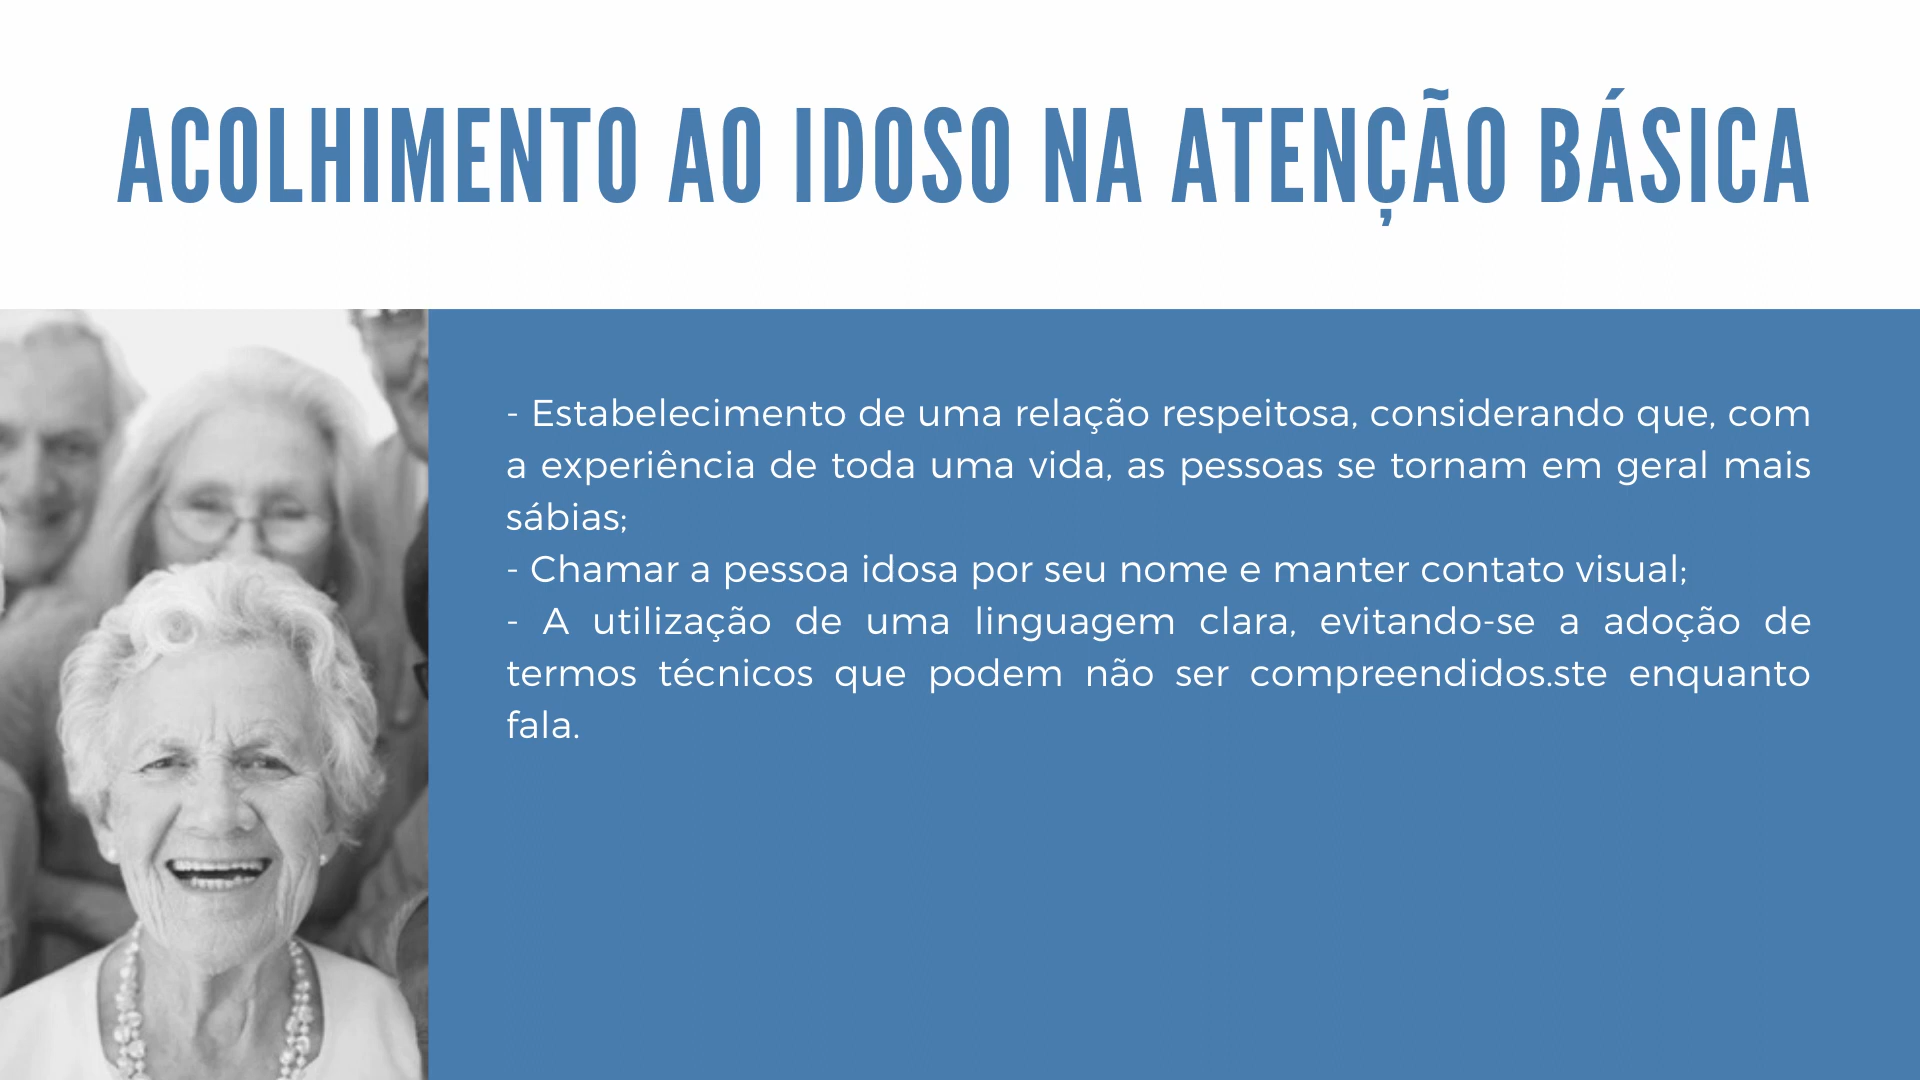 ACOLHIMENTO AO IDOSO NA ATENÇÃO BÁSICA
- Estabelecimento de uma relação respeitosa, considerando que, com
a experiência de toda uma vida, as pessoas se tornam em geral mais
sábias;
- Chamar a pessoa idosa por seu nome e manter contato visual;
- A utilização de uma linguagem clara, evitando-se a adoção de
termos técnicos que podem não ser compreendidos.ste enquanto
fala.